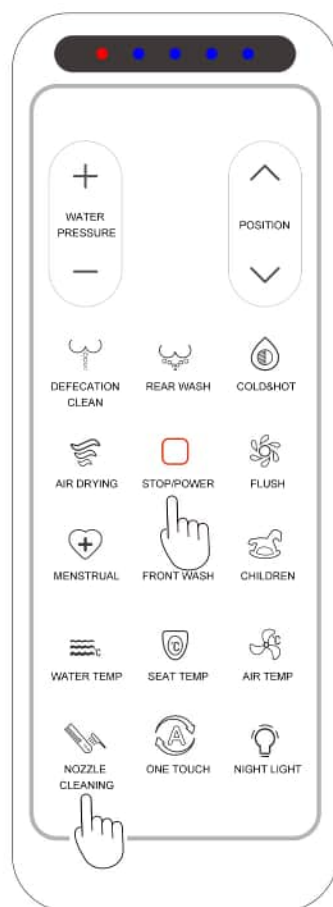 WATER
PRESSURE
POSITION
DEFECATION
CLEAN
REAR WASH
COLD&HOT
AIR DRYING
STOP/POWER
FLUSH
MENSTRUAL
FRONT WASH
CHILDREN
°C
WATER TEMP
°C
SEAT TEMP
°C
AIR TEMP
NOZZLE
CLEANING
A
ONE TOUCH
NIGHT LIGHT